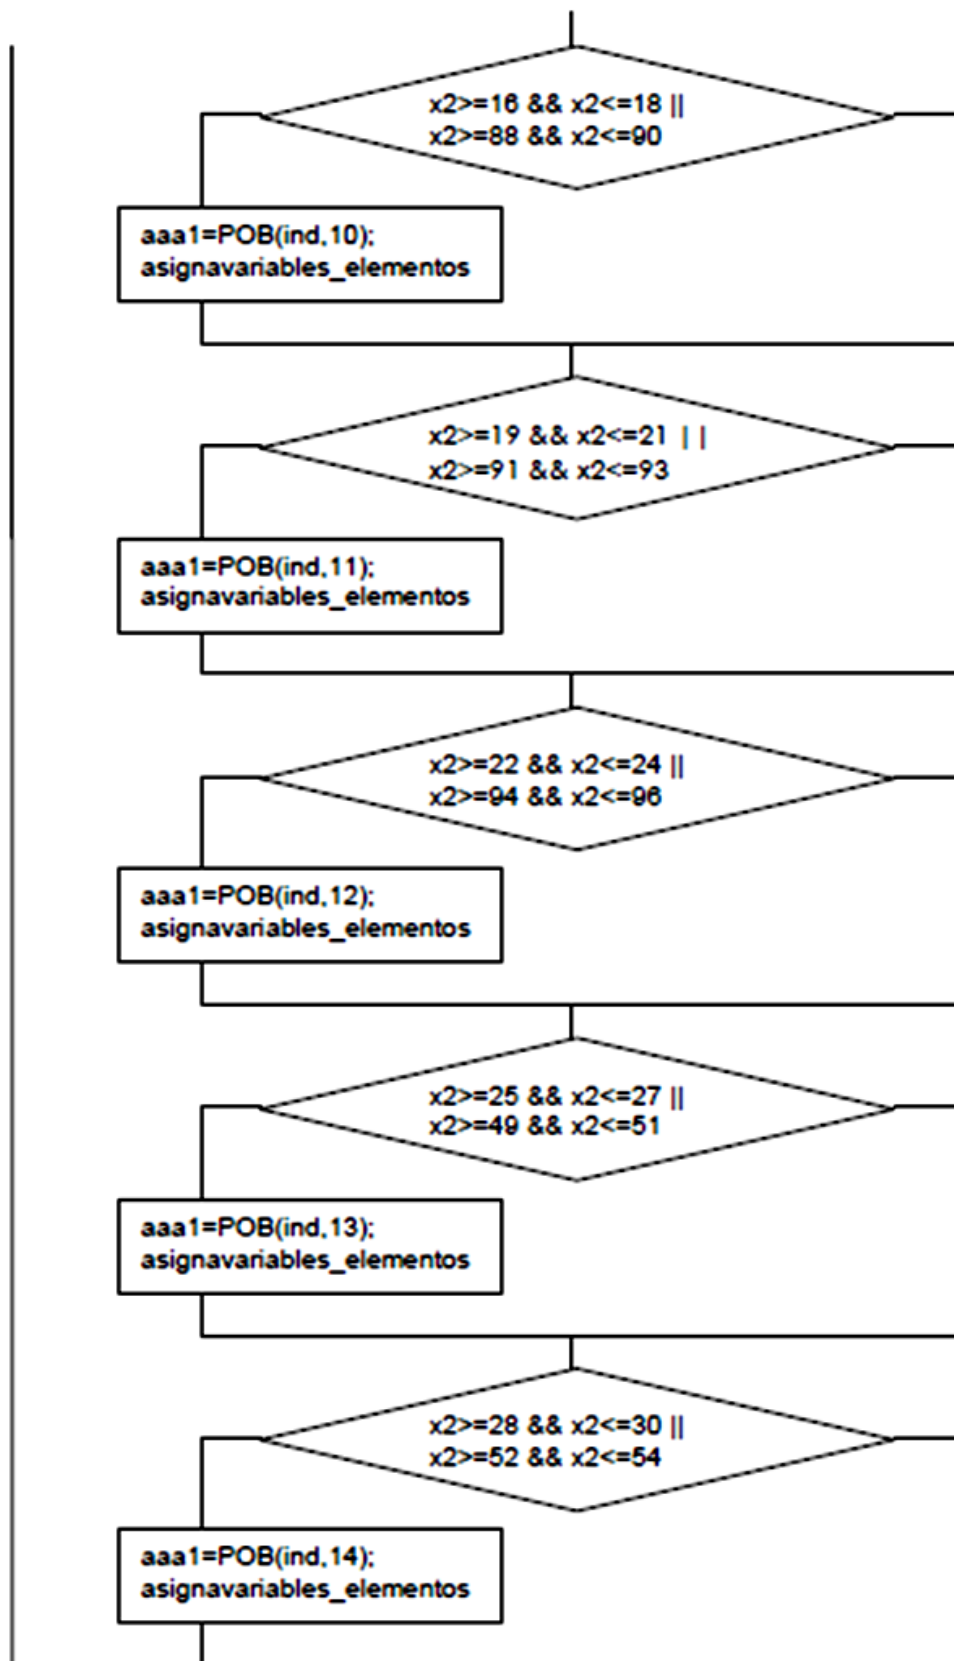 x2>=16 && x2<=18 ||
x2>=88 && x2<=90
aaa1=POB(ind,10);
asignavariables_elementos
x2>=19 && x2<=21 | |
x2>=91 && x2<=93
aaa1=POB(ind,11);
asignavariables_elementos
x2>=22 && x2<=24 ||
x2>=94 && x2<=96
aaa1=POB(ind,12);
asignavariables_elementos
x2>=25 && x2<=27 ||
x2>=49 && x2<=51
aaa1=POB(ind,13);
asignavariables_elementos
x2>=28 && x2<=30 ||
x2>=52 && x2<=54
aaa1=POB(ind,14);
asignavariables_elementos